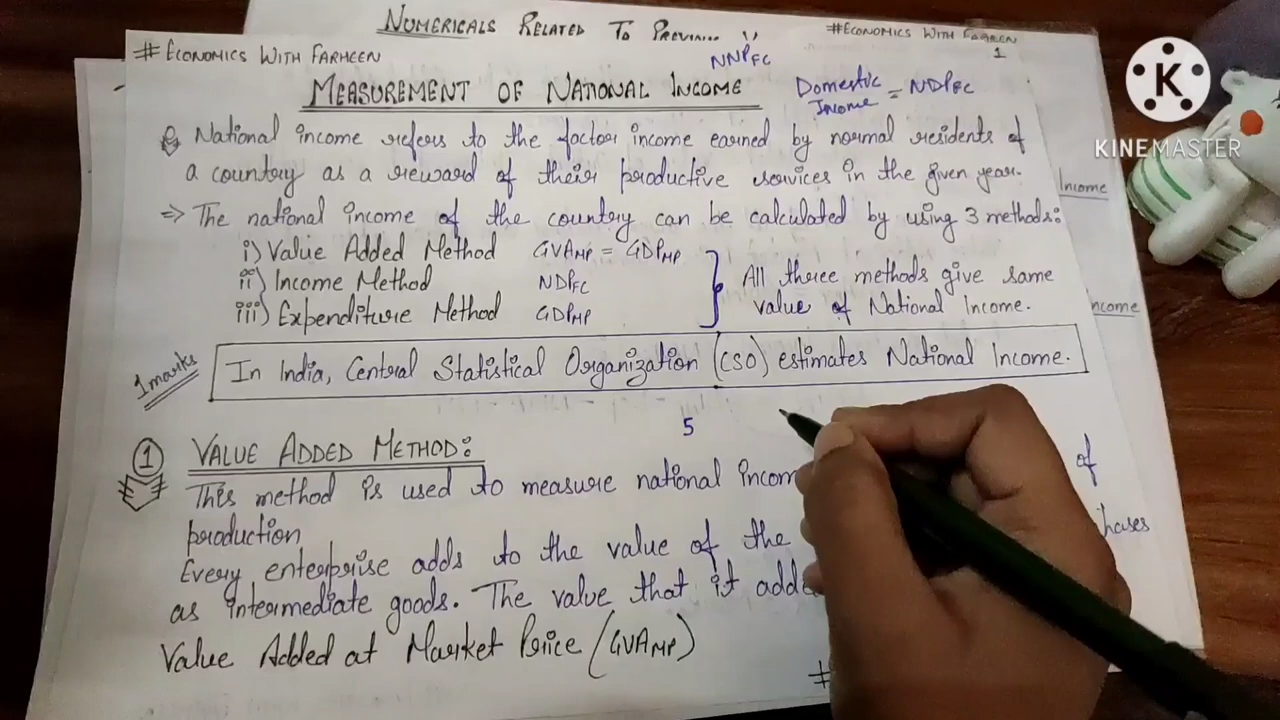 NUMERICALS RELATED TO
#ECONOMICS WITH FARHEEN
1
#ECONOMICS WITH FARHEEN
NNPFC
MEASUREMENT OF NATIONAL INCOME
Domestic Income = NDPFC
National income refers to the factor income earned by normal residents of
a country as a reward of their productive services in the given year.
Income
⇒ The national income of the country can be calculated by using 3 methods:
i) Value Added Method GVAMP = GDPMP
ii) Income Method NDPFC
iii) Expenditure Method GDPMP
All three methods give same
value of National Income.
Income
1 marks
In India, Central Statistical Organization (CSO) estimates National Income.
5
1 VALUE ADDED METHOD:
This method is used to measure national incom of
production
Every enterprise adds to the value of the hases
as intermediate goods. The value that it adds
Value Added at Market Price (GVAMP)
#
K
KINEMASTER